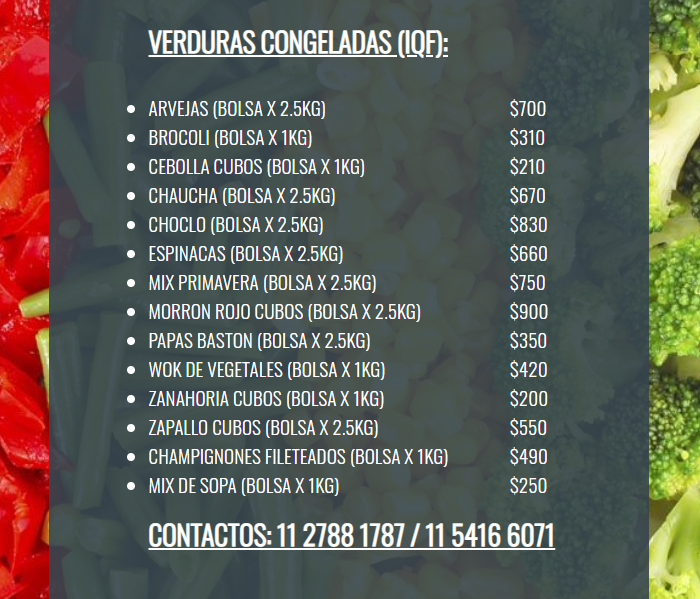 VERDURAS CONGELADAS (IQF):
ARVEJAS (BOLSA X 2.5KG) $700
BROCOLI (BOLSA X 1KG) $310
CEBOLLA CUBOS (BOLSA X 1KG) $210
CHAUCHA (BOLSA X 2.5KG) $670
CHOCLO (BOLSA X 2.5KG) $830
ESPINACAS (BOLSA X 2.5KG) $660
MIX PRIMAVERA (BOLSA X 2.5KG) $750
MORRON ROJO CUBOS (BOLSA X 2.5KG) $900
PAPAS BASTON (BOLSA X 2.5KG) $350
WOK DE VEGETALES (BOLSA X 1KG) $420
ZANAHORIA CUBOS (BOLSA X 1KG) $200
ZAPALLO CUBOS (BOLSA X 2.5KG) $550
CHAMPIGNONES FILETEADOS (BOLSA X 1KG) $490
MIX DE SOPA (BOLSA X 1KG) $250
CONTACTOS: 11 2788 1787 / 11 5416 6071